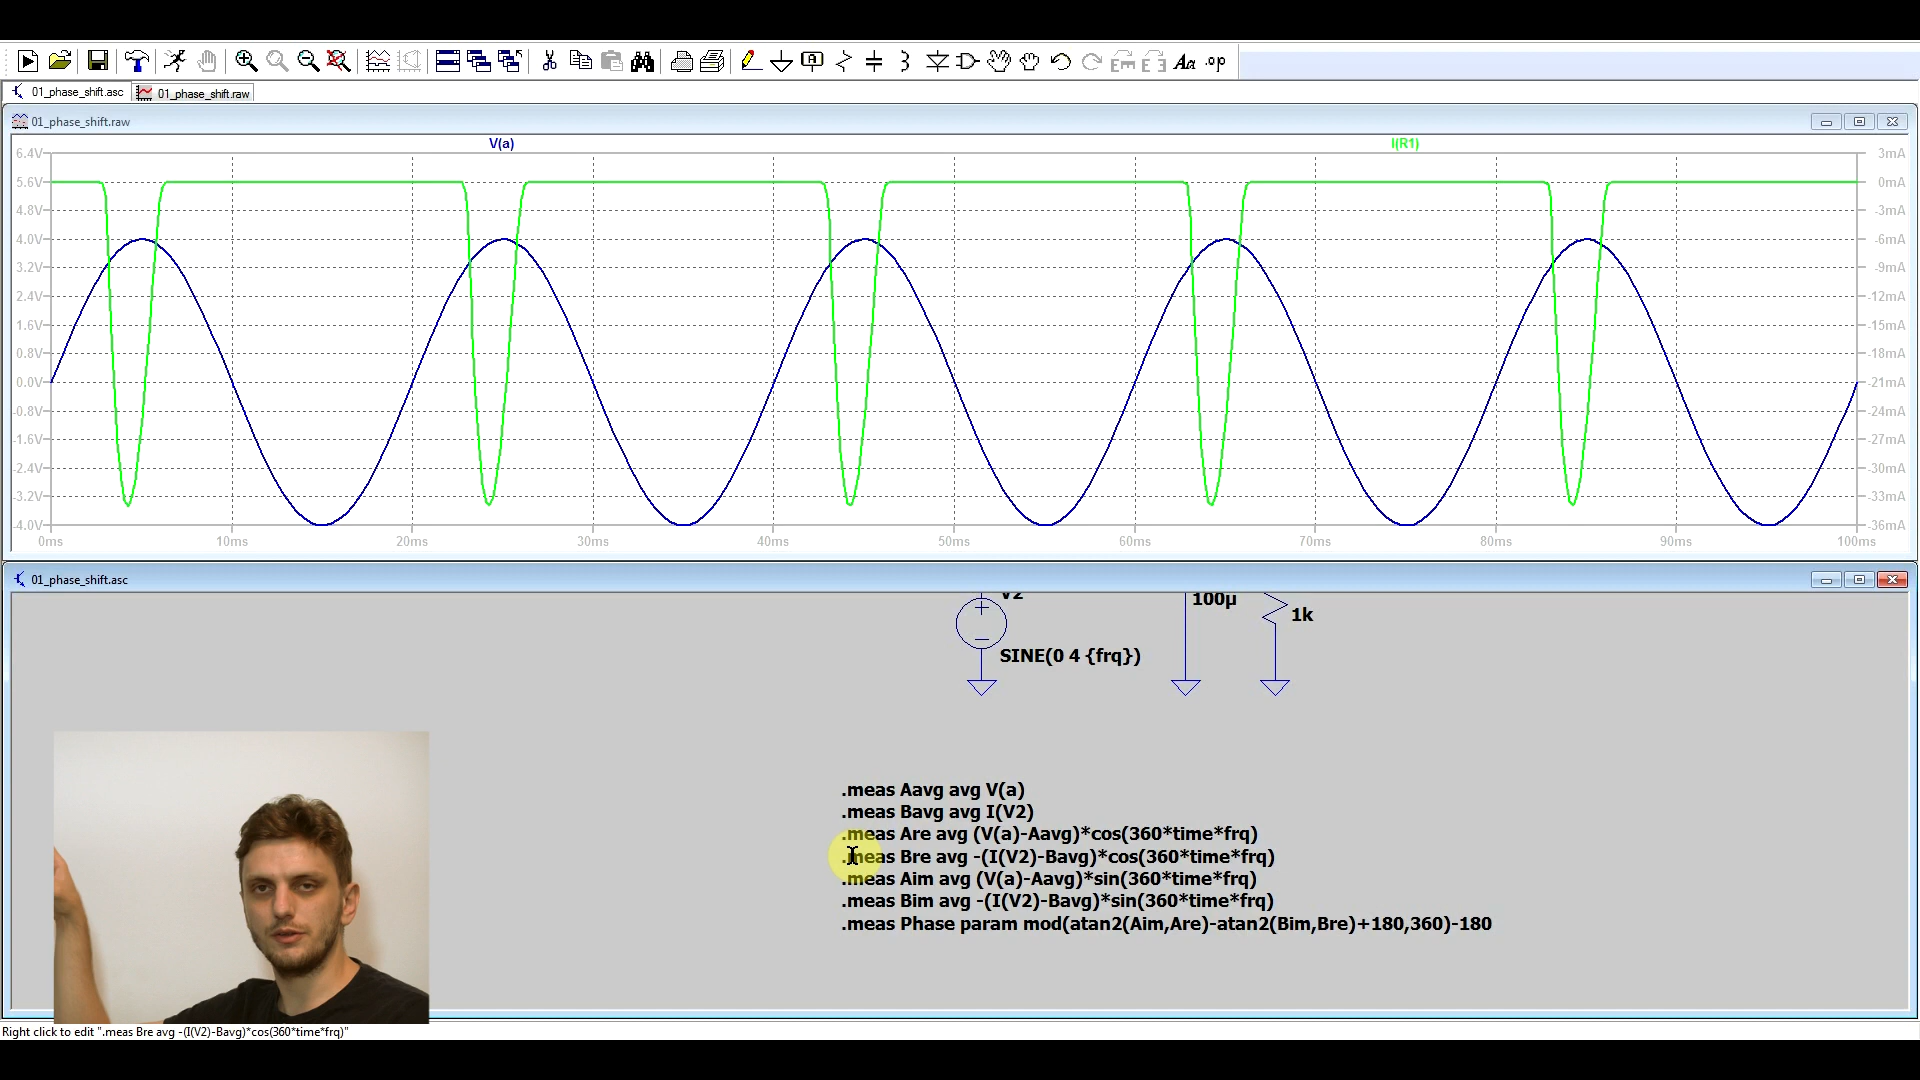 01_phase_shift.asc 01_phase_shift.raw
01_phase_shift.raw
V(a) I(R1)
6.4V 3mA
5.6V 0mA
4.8V -3mA
4.0V -6mA
3.2V -9mA
2.4V -12mA
1.6V -15mA
0.8V -18mA
0.0V -21mA
-0.8V -24mA
-1.6V -27mA
-2.4V -30mA
-3.2V -33mA
-4.0V -36mA
0ms 10ms 20ms 30ms 40ms 50ms 60ms 70ms 80ms 90ms 100ms
01_phase_shift.asc
V2 100µ
1k
SINE(0 4 {frq})
.meas Aavg avg V(a)
.meas Bavg avg I(V2)
.meas Are avg (V(a)-Aavg)*cos(360*time*frq)
.meas Bre avg -(I(V2)-Bavg)*cos(360*time*frq)
.meas Aim avg (V(a)-Aavg)*sin(360*time*frq)
.meas Bim avg -(I(V2)-Bavg)*sin(360*time*frq)
.meas Phase param mod(atan2(Aim,Are)-atan2(Bim,Bre)+180,360)-180
Right click to edit ".meas Bre avg -(I(V2)-Bavg)*cos(360*time*frq)"